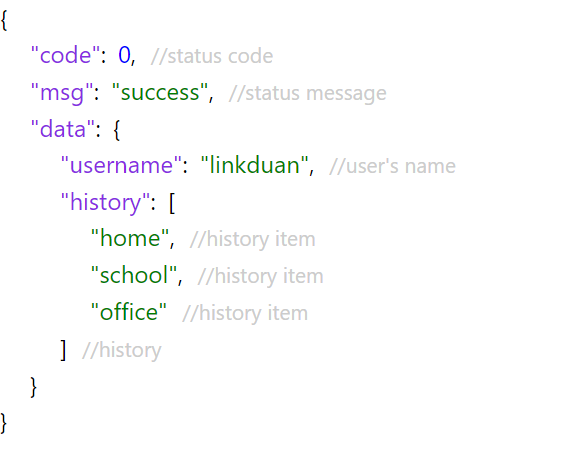 {
"code": 0, //status code
"msg": "success", //status message
"data": {
"username": "linkduan", //user's name
"history": [
"home", //history item
"school", //history item
"office" //history item
] //history
}
}